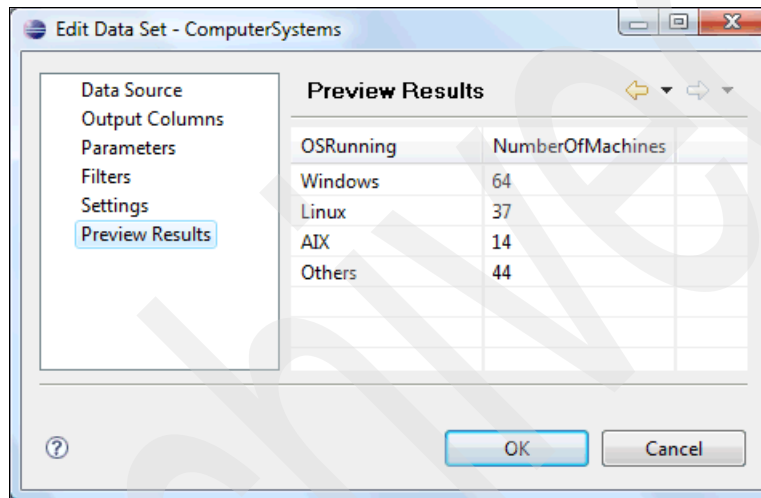 Edit Data Set - ComputerSystems
Data Source
Output Columns
Parameters
Filters
Settings
Preview Results
Preview Results
OSRunning NumberOfMachines
Windows 64
Linux 37
AIX 14
Others 44
?
OK Cancel